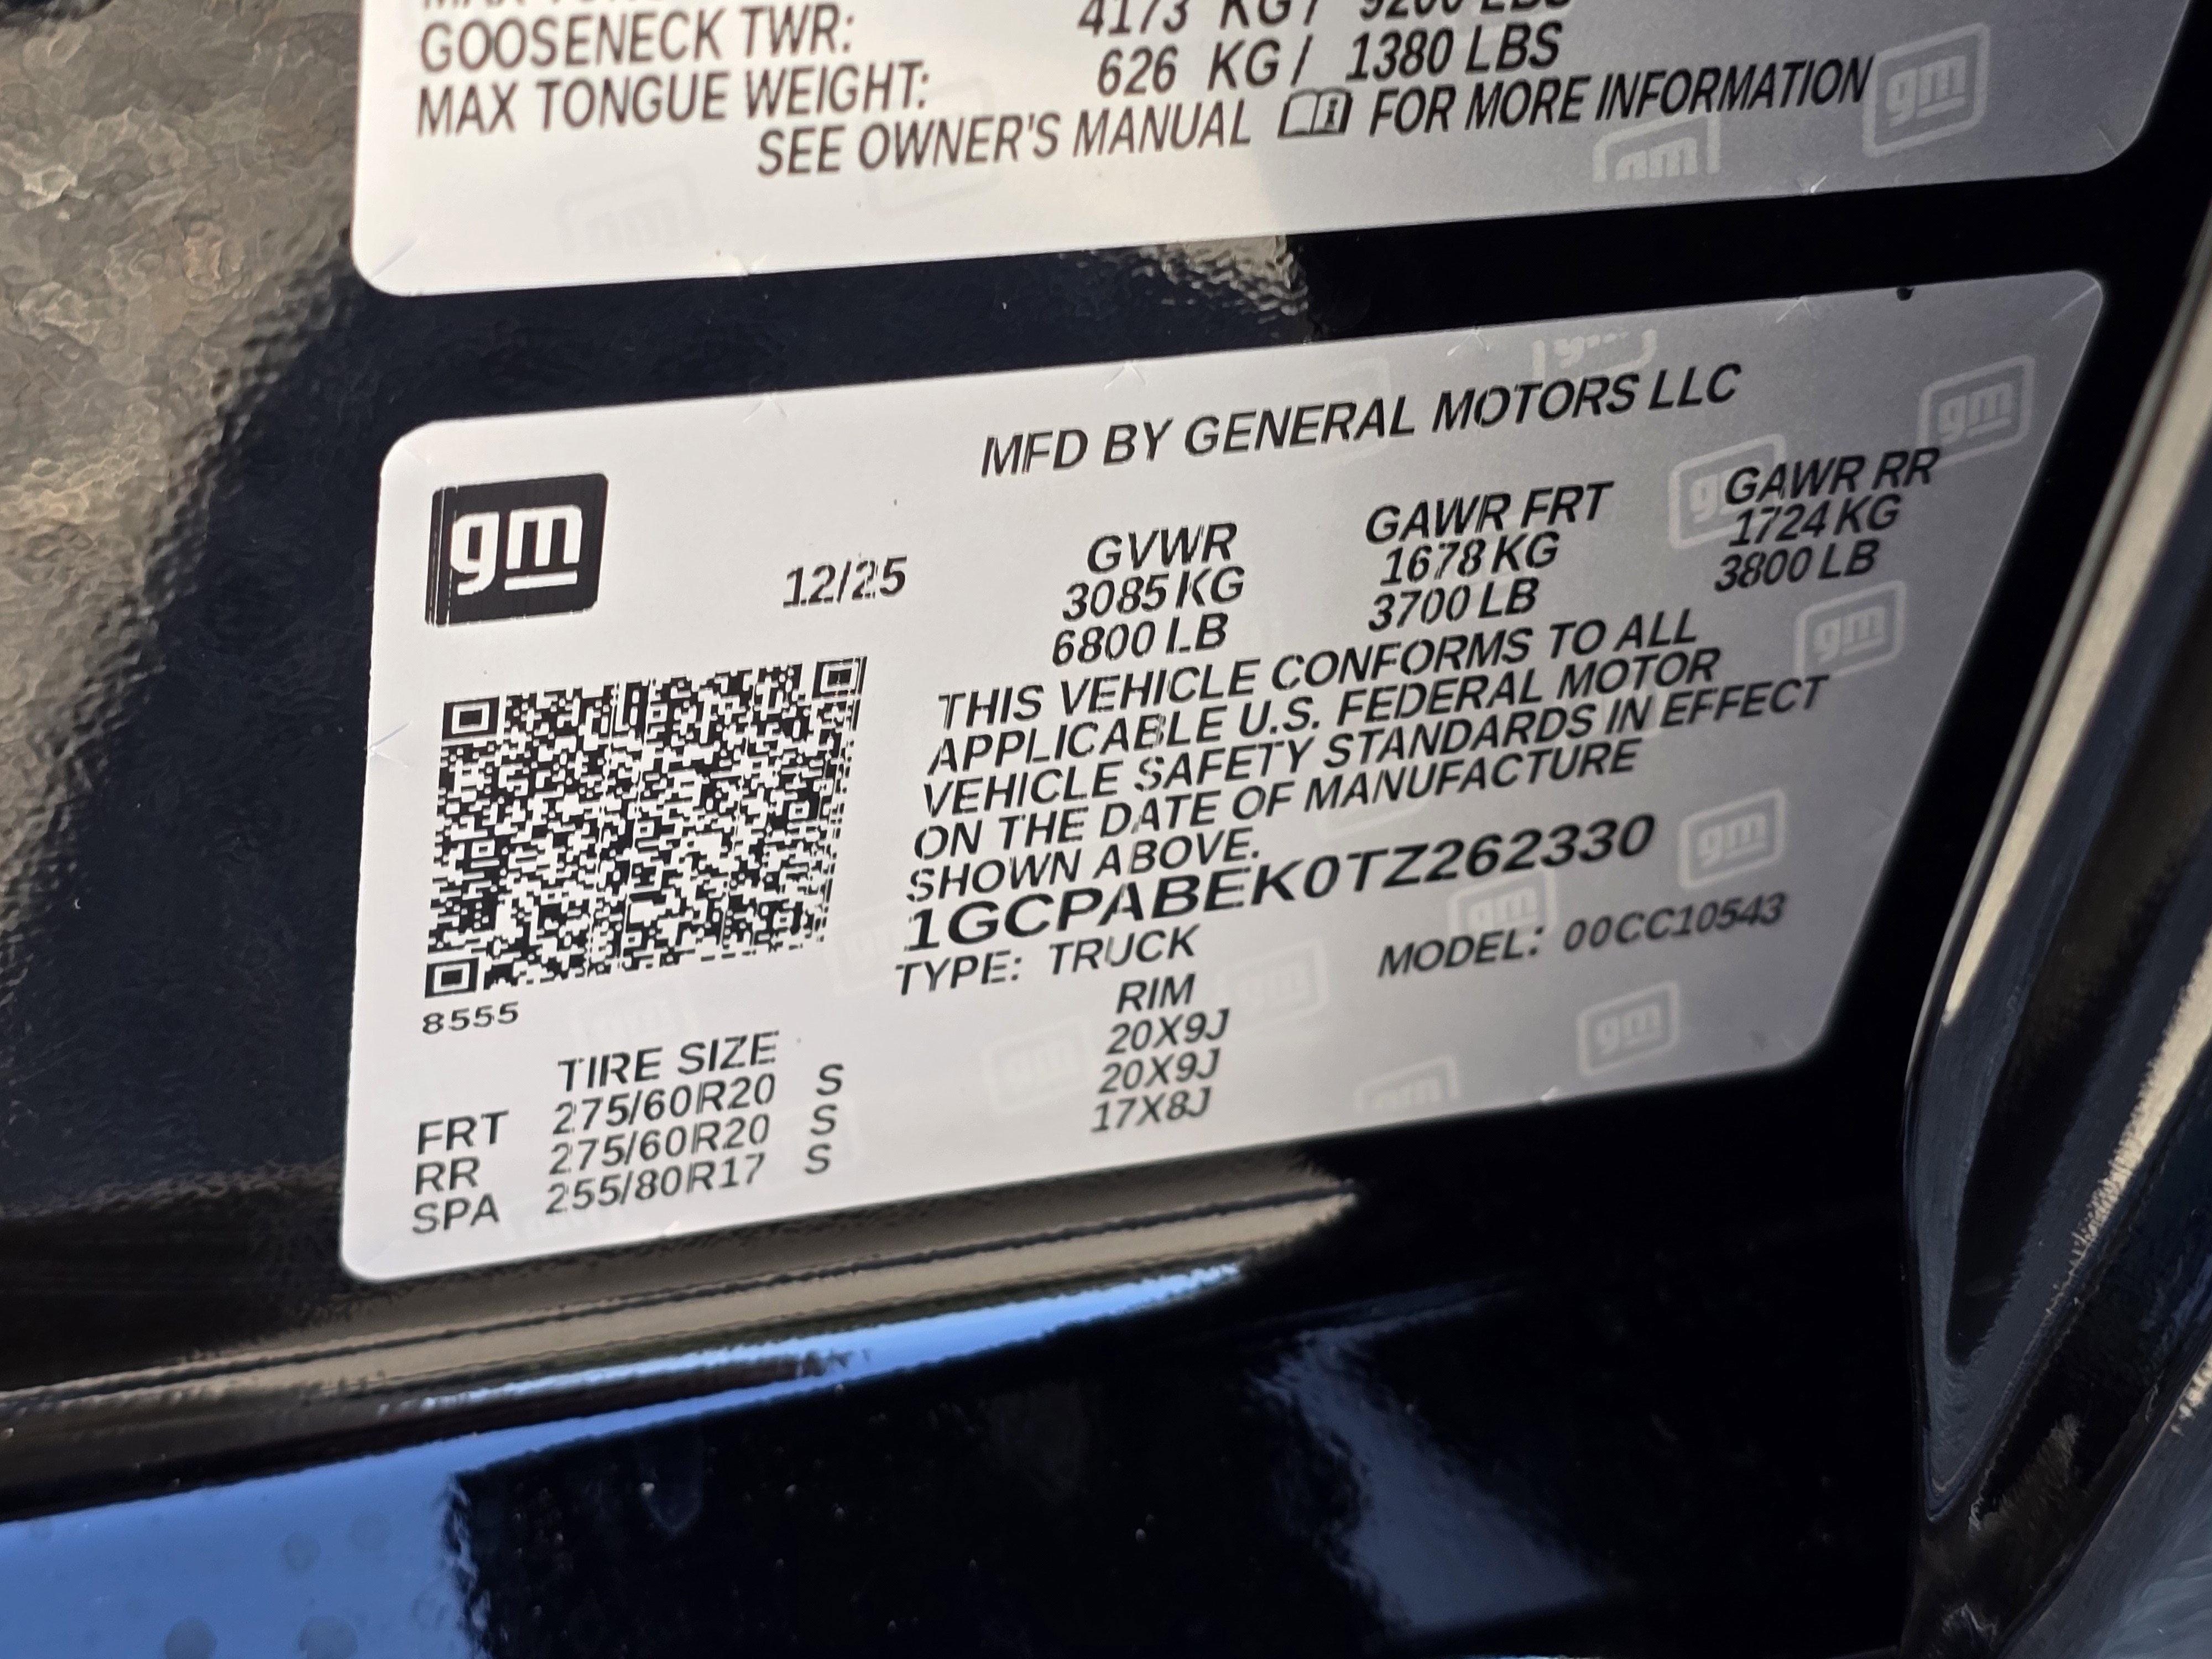 GOOSENECK TWR: 4173 KG / 9200 LBS
MAX TONGUE WEIGHT: 626 KG / 1380 LBS
SEE OWNER'S MANUAL FOR MORE INFORMATION
MFD BY GENERAL MOTORS LLC
gm
12/25
GVWR GAWR FRT GAWR RR
3085 KG 1678 KG 1724 KG
6800 LB 3700 LB 3800 LB
THIS VEHICLE CONFORMS TO ALL
APPLICABLE U.S. FEDERAL MOTOR
VEHICLE SAFETY STANDARDS IN EFFECT
ON THE DATE OF MANUFACTURE
SHOWN ABOVE.
1GCPABEK0TZ262330
TYPE: TRUCK MODEL: 00CC10543
8555
TIRE SIZE RIM
FRT 275/60R20 S 20X9J
RR 275/60R20 S 20X9J
SPA 255/80R17 S 17X8J